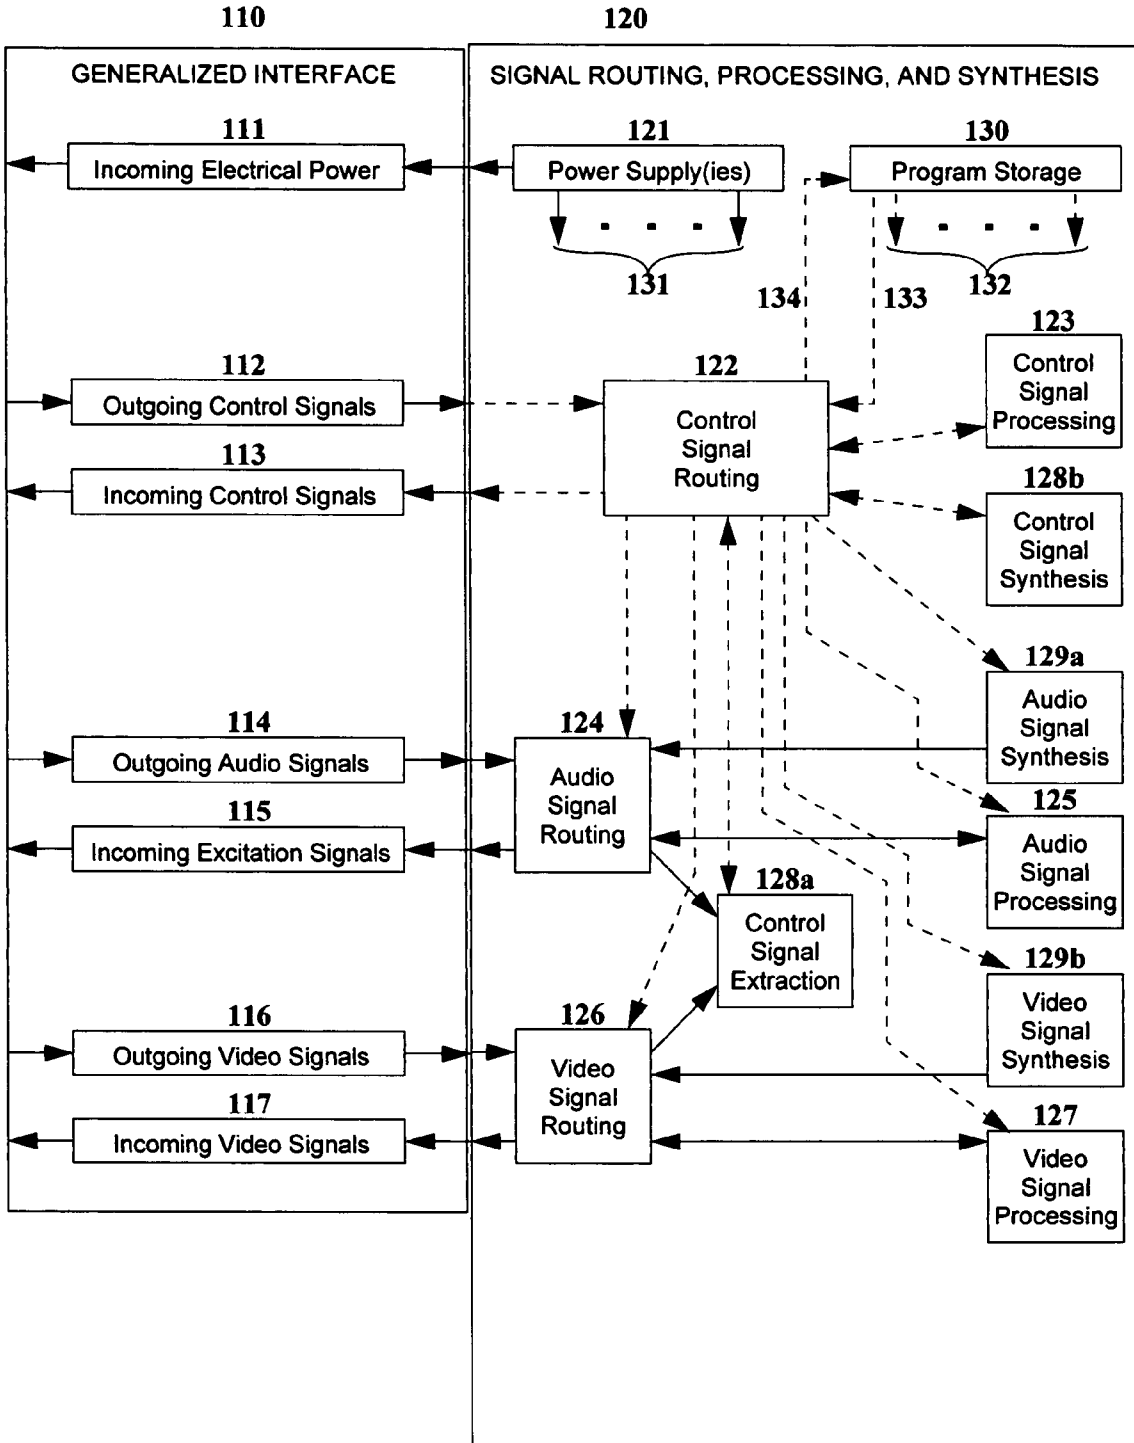 110
120
GENERALIZED INTERFACE
SIGNAL ROUTING, PROCESSING, AND SYNTHESIS
111
121
130
Incoming Electrical Power
Power Supply(ies)
Program Storage
131
132
134
133
123
112
122
Control
Signal
Processing
Outgoing Control Signals
Control
Signal
Routing
113
128b
Incoming Control Signals
Control
Signal
Synthesis
129a
114
124
Audio
Signal
Synthesis
Outgoing Audio Signals
Audio
Signal
Routing
115
125
Incoming Excitation Signals
Audio
Signal
Processing
128a
Control
Signal
Extraction
129b
116
126
Video
Signal
Synthesis
Outgoing Video Signals
Video
Signal
Routing
117
127
Incoming Video Signals
Video
Signal
Processing